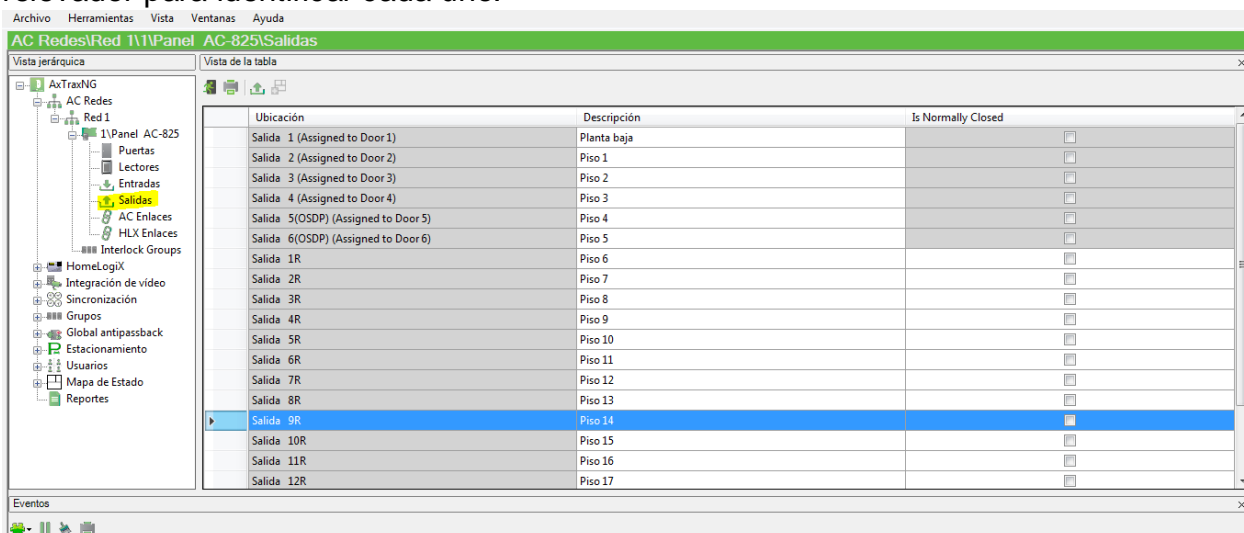 relevador para identificar cada uno.
Archivo Herramientas Vista Ventanas Ayuda
AC Redes\Red 1\1\Panel AC-825\Salidas
Vista jerárquica
AxTraxNG
AC Redes
Red 1
1\Panel AC-825
Puertas
Lectores
Entradas
Salidas
AC Enlaces
HLX Enlaces
Interlock Groups
HomeLogiX
Integración de vídeo
Sincronización
Grupos
Global antipassback
Estacionamiento
Usuarios
Mapa de Estado
Reportes
Vista de la tabla
Ubicación Descripción Is Normally Closed
Salida 1 (Assigned to Door 1) Planta baja
Salida 2 (Assigned to Door 2) Piso 1
Salida 3 (Assigned to Door 3) Piso 2
Salida 4 (Assigned to Door 4) Piso 3
Salida 5(OSDP) (Assigned to Door 5) Piso 4
Salida 6(OSDP) (Assigned to Door 6) Piso 5
Salida 1R Piso 6
Salida 2R Piso 7
Salida 3R Piso 8
Salida 4R Piso 9
Salida 5R Piso 10
Salida 6R Piso 11
Salida 7R Piso 12
Salida 8R Piso 13
Salida 9R Piso 14
Salida 10R Piso 15
Salida 11R Piso 16
Salida 12R Piso 17
Eventos